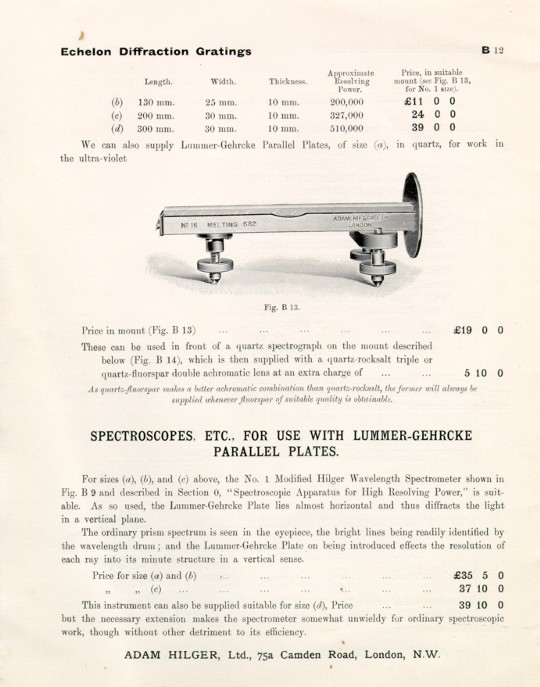 Echelon Diffraction Gratings B 12
Length. Width. Thickness. Approximate Resolving Power. Price, in suitable mount (see Fig. B 13, for No. 1 size).
(b) 130 mm. 25 mm. 10 mm. 200,000 £11 0 0
(c) 200 mm. 30 mm. 10 mm. 327,000 24 0 0
(d) 300 mm. 30 mm. 10 mm. 510,000 39 0 0
We can also supply Lummer-Gehrcke Parallel Plates, of size (a), in quartz, for work in
the ultra-violet
No 16 MELTING 682 ADAM HILGER LTD
LONDON
Fig. B 13.
Price in mount (Fig. B 13) ... ... ... ... ... £19 0 0
These can be used in front of a quartz spectrograph on the mount described
below (Fig. B 14), which is then supplied with a quartz-rocksalt triple or
quartz-fluorspar double achromatic lens at an extra charge of ... ... 5 10 0
As quartz-fluorspar makes a better achromatic combination than quartz-rocksalt, the former will always be
supplied whenever fluorspar of suitable quality is obtainable.
SPECTROSCOPES, ETC., FOR USE WITH LUMMER-GEHRCKE
PARALLEL PLATES.
For sizes (a), (b), and (c) above, the No. 1 Modified Hilger Wavelength Spectrometer shown in
Fig. B 9 and described in Section 0, "Spectroscopic Apparatus for High Resolving Power," is suit-
able. As so used, the Lummer-Gehrcke Plate lies almost horizontal and thus diffracts the light
in a vertical plane.
The ordinary prism spectrum is seen in the eyepiece, the bright lines being readily identified by
the wavelength drum; and the Lummer-Gehrcke Plate on being introduced effects the resolution of
each ray into its minute structure in a vertical sense.
Price for size (a) and (b) ... ... ... ... ... £35 5 0
„ „ (c) ... ... ... ... ... ... 37 10 0
This instrument can also be supplied suitable for size (d), Price ... ... 39 10 0
but the necessary extension makes the spectrometer somewhat unwieldy for ordinary spectroscopic
work, though without other detriment to its efficiency.
ADAM HILGER, Ltd., 75a Camden Road, London, N.W.